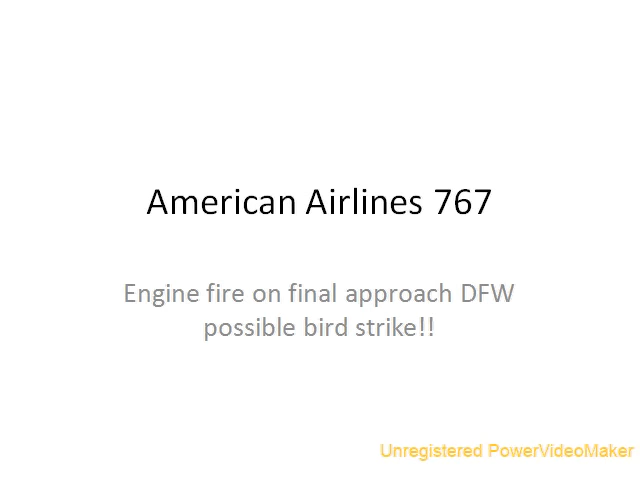 American Airlines 767
Engine fire on final approach DFW
possible bird strike!!
Unregistered PowerVideoMaker